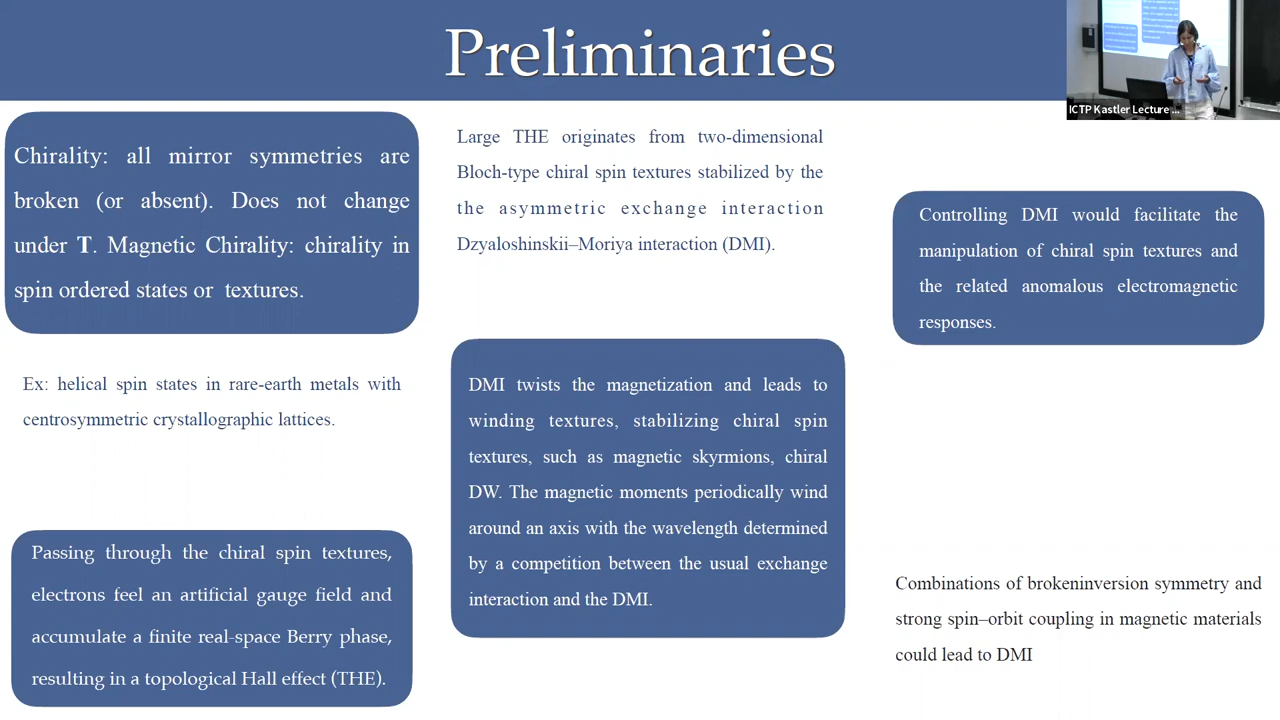 Preliminaries
ICTP Kastler Lecture ...
Chirality: all mirror symmetries are
broken (or absent). Does not change
under T. Magnetic Chirality: chirality in
spin ordered states or textures.
Ex: helical spin states in rare-earth metals with
centrosymmetric crystallographic lattices.
Passing through the chiral spin textures,
electrons feel an artificial gauge field and
accumulate a finite real-space Berry phase,
resulting in a topological Hall effect (THE).
Large THE originates from two-dimensional
Bloch-type chiral spin textures stabilized by the
the asymmetric exchange interaction
Dzyaloshinskii–Moriya interaction (DMI).
DMI twists the magnetization and leads to
winding textures, stabilizing chiral spin
textures, such as magnetic skyrmions, chiral
DW. The magnetic moments periodically wind
around an axis with the wavelength determined
by a competition between the usual exchange
interaction and the DMI.
Controlling DMI would facilitate the
manipulation of chiral spin textures and
the related anomalous electromagnetic
responses.
Combinations of brokeninversion symmetry and
strong spin–orbit coupling in magnetic materials
could lead to DMI